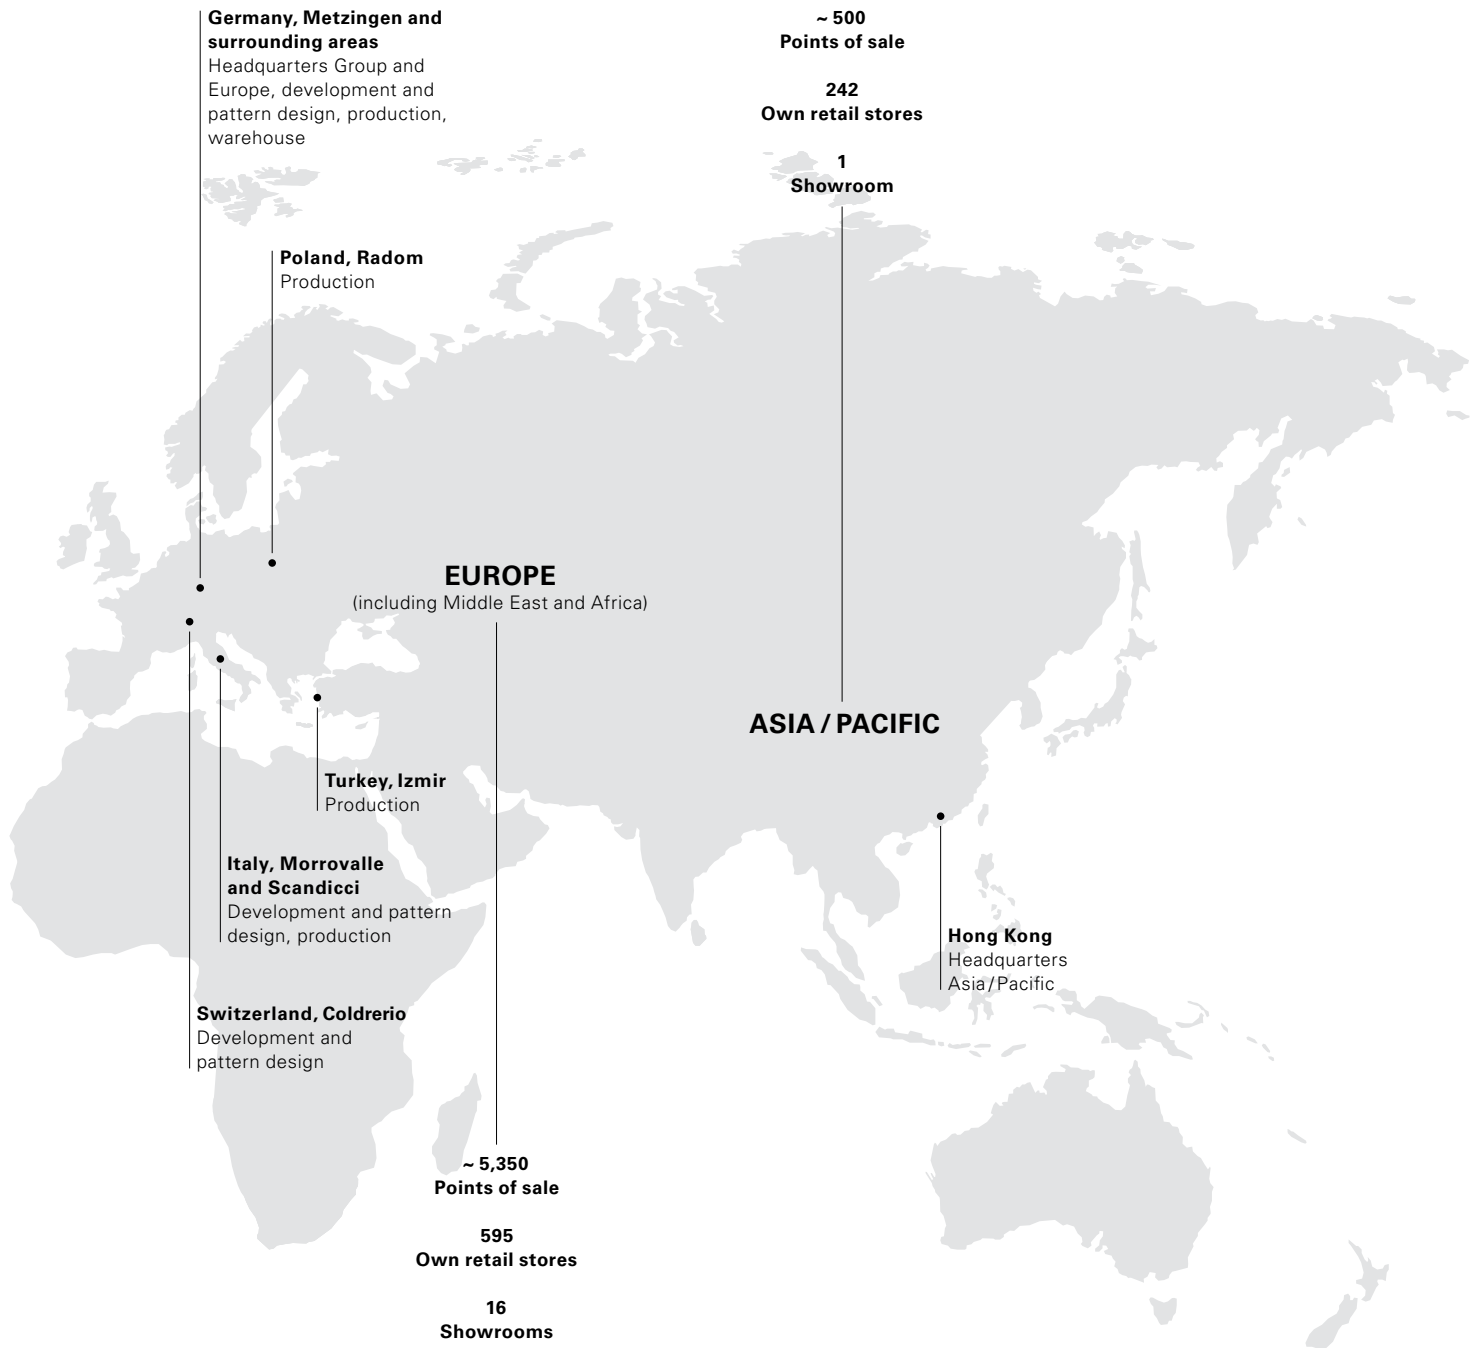 Germany, Metzingen and
surrounding areas
Headquarters Group and
Europe, development and
pattern design, production,
warehouse
~ 500
Points of sale
242
Own retail stores
1
Showroom
Poland, Radom
Production
EUROPE
(including Middle East and Africa)
ASIA / PACIFIC
Turkey, Izmir
Production
Italy, Morrovalle
and Scandicci
Development and pattern
design, production
Hong Kong
Headquarters
Asia / Pacific
Switzerland, Coldrerio
Development and
pattern design
~ 5,350
Points of sale
595
Own retail stores
16
Showrooms